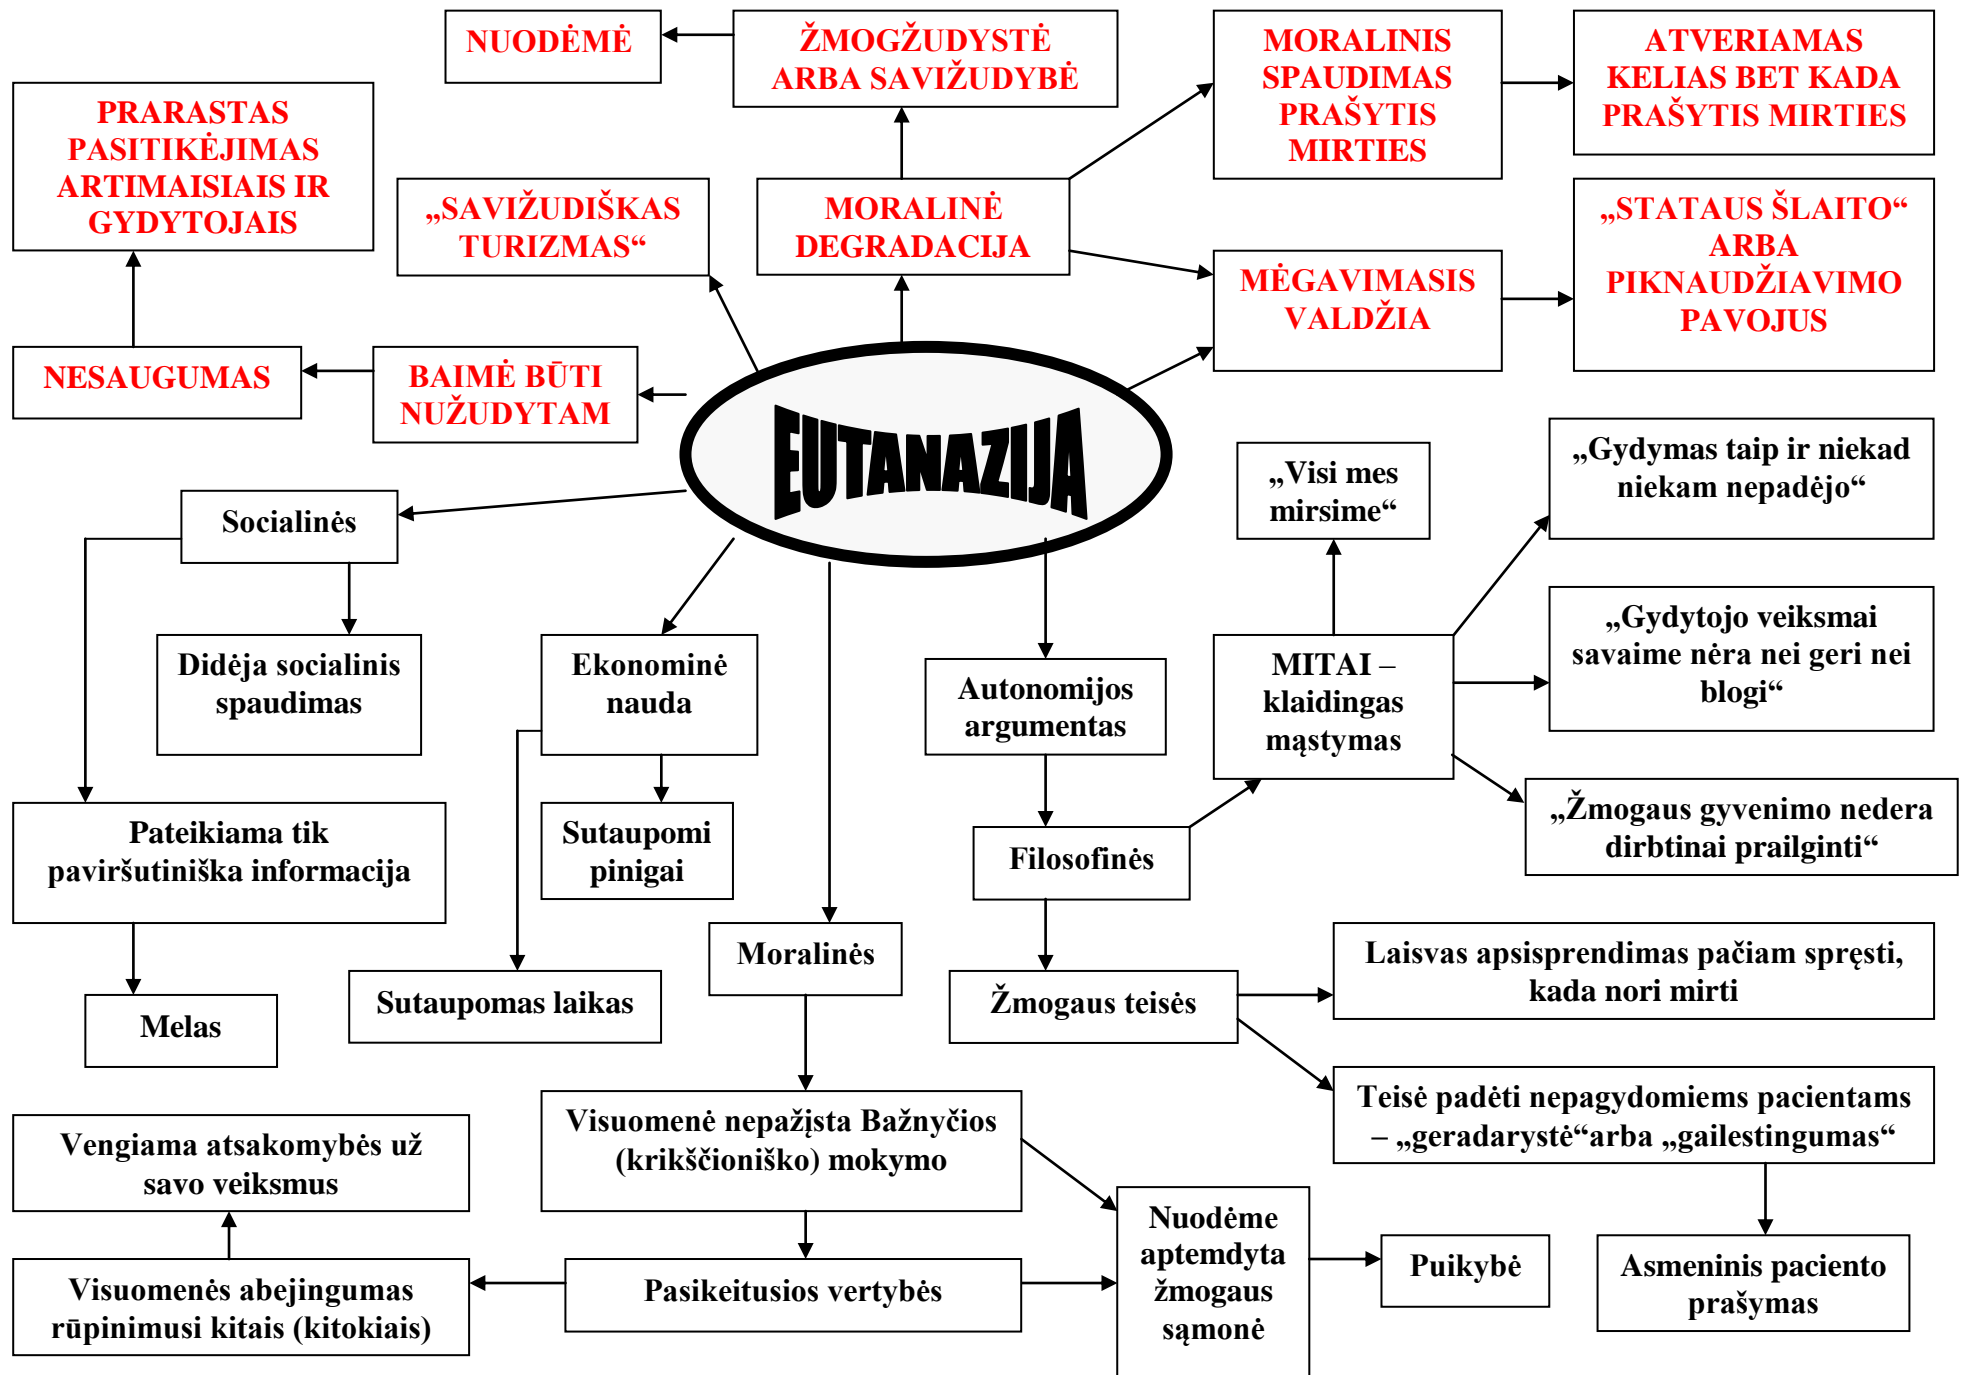 NUODĖMĖ
ŽMOGŽUDYSTĖ
ARBA SAVIŽUDYBĖ
MORALINIS
SPAUDIMAS
PRAŠYTIS
MIRTIES
ATVERIAMAS
KELIAS BET KADA
PRAŠYTIS MIRTIES
PRARASTAS
PASITIKĖJIMAS
ARTIMAISIAIS IR
GYDYTOJAIS
„SAVIŽUDIŠKAS
TURIZMAS“
MORALINĖ
DEGRADACIJA
„STATAUS ŠLAITO“
ARBA
PIKNAUDŽIAVIMO
PAVOJUS
MĖGAVIMASIS
VALDŽIA
NESAUGUMAS
BAIMĖ BŪTI
NUŽUDYTAM
EUTANAZIJA
„Visi mes
mirsime“
„Gydymas taip ir niekad
niekam nepadėjo“
Socialinės
Didėja socialinis
spaudimas
Ekonominė
nauda
Autonomijos
argumentas
MITAI –
klaidingas
mąstymas
„Gydytojo veiksmai
savaime nėra nei geri nei
blogi“
„Žmogaus gyvenimo nedera
dirbtinai prailginti“
Pateikiama tik
paviršutiniška informacija
Sutaupomi
pinigai
Filosofinės
Moralinės
Sutaupomas laikas
Melas
Žmogaus teisės
Laisvas apsisprendimas pačiam spręsti,
kada nori mirti
Teisė padėti nepagydomiems pacientams
– „geradarystė“arba „gailestingumas“
Visuomenė nepažįsta Bažnyčios
(krikščioniško) mokymo
Vengiama atsakomybės už
savo veiksmus
Visuomenės abejingumas
rūpinimusi kitais (kitokiais)
Pasikeitusios vertybės
Nuodėme
aptemdyta
žmogaus
sąmonė
Puikybė
Asmeninis paciento
prašymas